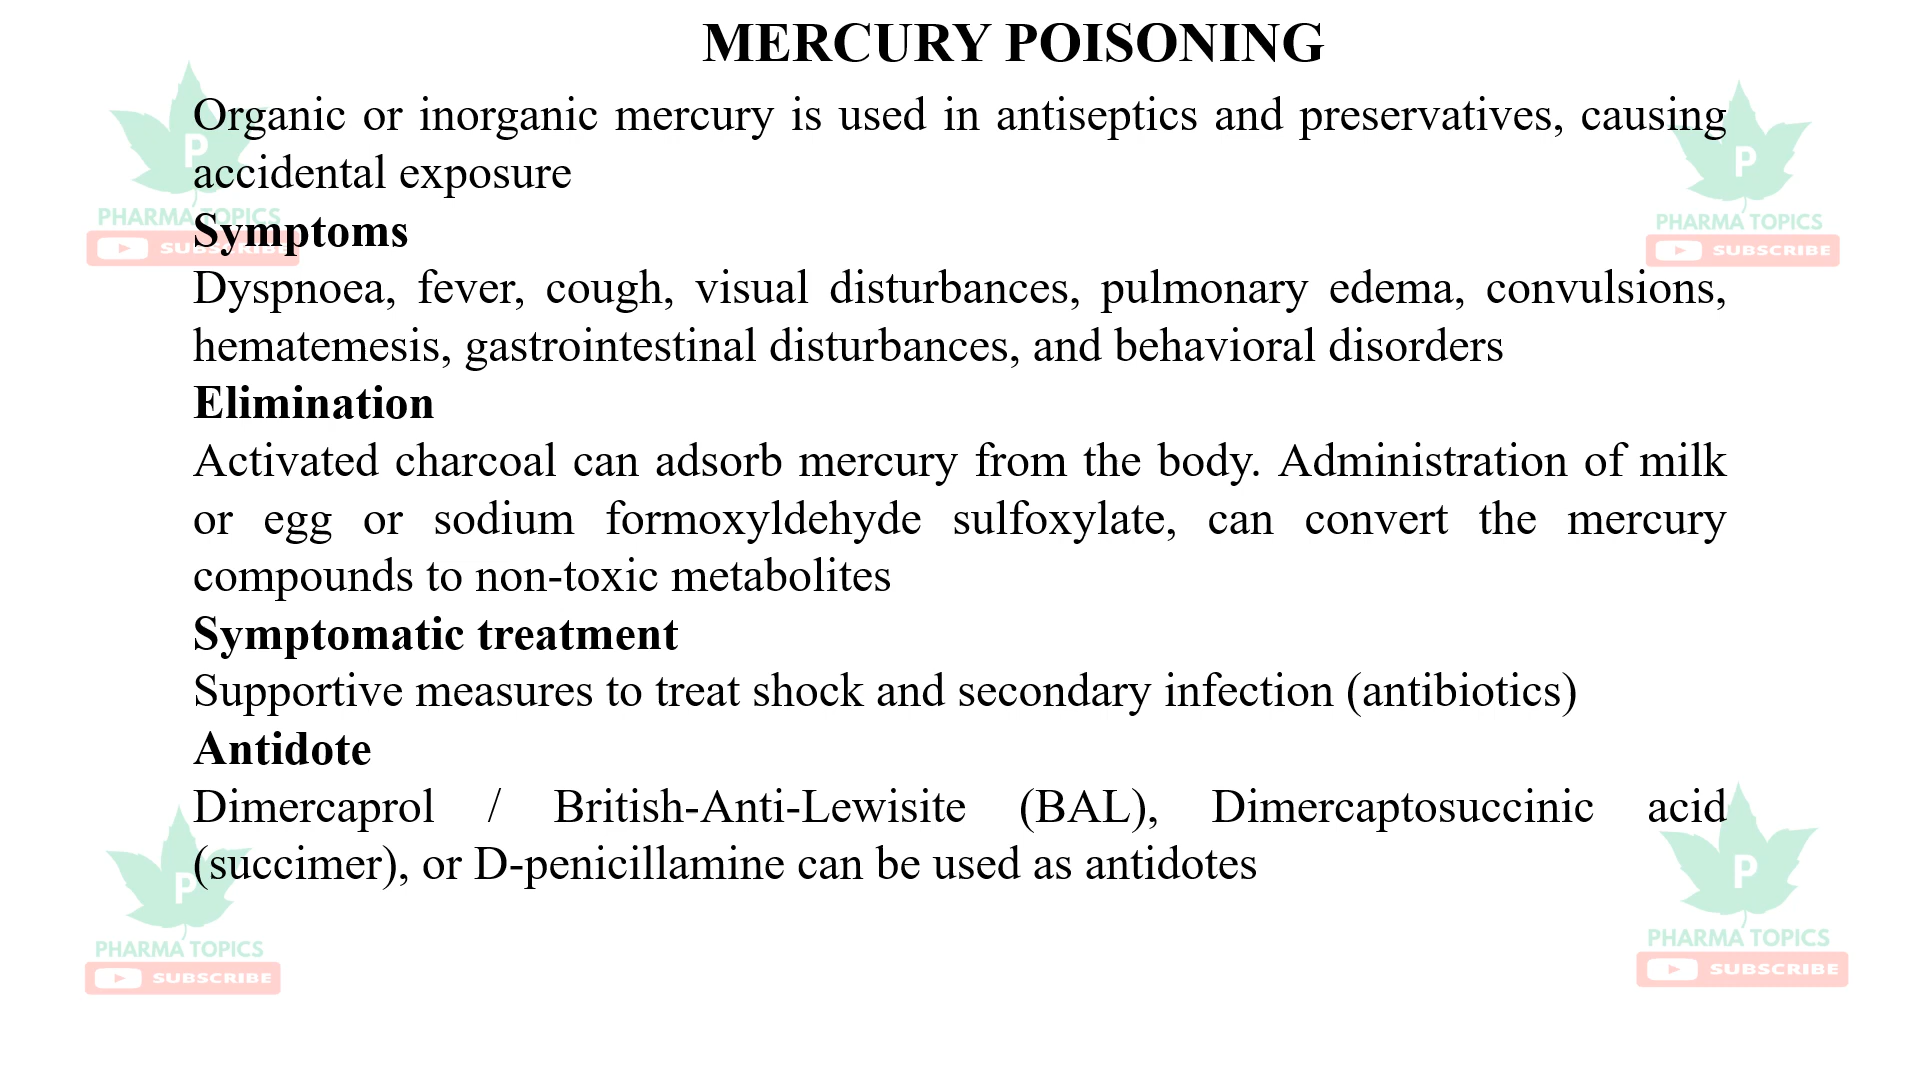 MERCURY POISONING
Organic or inorganic mercury is used in antiseptics and preservatives, causing
accidental exposure
Symptoms
Dyspnoea, fever, cough, visual disturbances, pulmonary edema, convulsions,
hematemesis, gastrointestinal disturbances, and behavioral disorders
Elimination
Activated charcoal can adsorb mercury from the body. Administration of milk
or egg or sodium formoxyldehyde sulfoxylate, can convert the mercury
compounds to non-toxic metabolites
Symptomatic treatment
Supportive measures to treat shock and secondary infection (antibiotics)
Antidote
Dimercaprol / British-Anti-Lewisite (BAL), Dimercaptosuccinic acid
(succimer), or D-penicillamine can be used as antidotes
P
PHARMA TOPICS
SUBSCRIBE
P
PHARMA TOPICS
SUBSCRIBE
P
PHARMA TOPICS
SUBSCRIBE
P
PHARMA TOPICS
SUBSCRIBE